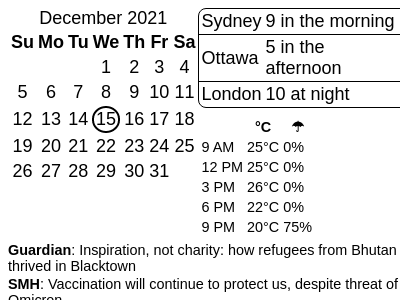 December 2021
Su Mo Tu We Th Fr Sa
1 2 3 4
5 6 7 8 9 10 11
12 13 14 15 16 17 18
19 20 21 22 23 24 25
26 27 28 29 30 31
Sydney 9 in the morning
Ottawa 5 in the
afternoon
London 10 at night
°C ☂
9 AM 25°C 0%
12 PM 25°C 0%
3 PM 26°C 0%
6 PM 22°C 0%
9 PM 20°C 75%
Guardian: Inspiration, not charity: how refugees from Bhutan
thrived in Blacktown
SMH: Vaccination will continue to protect us, despite threat of
Omicron